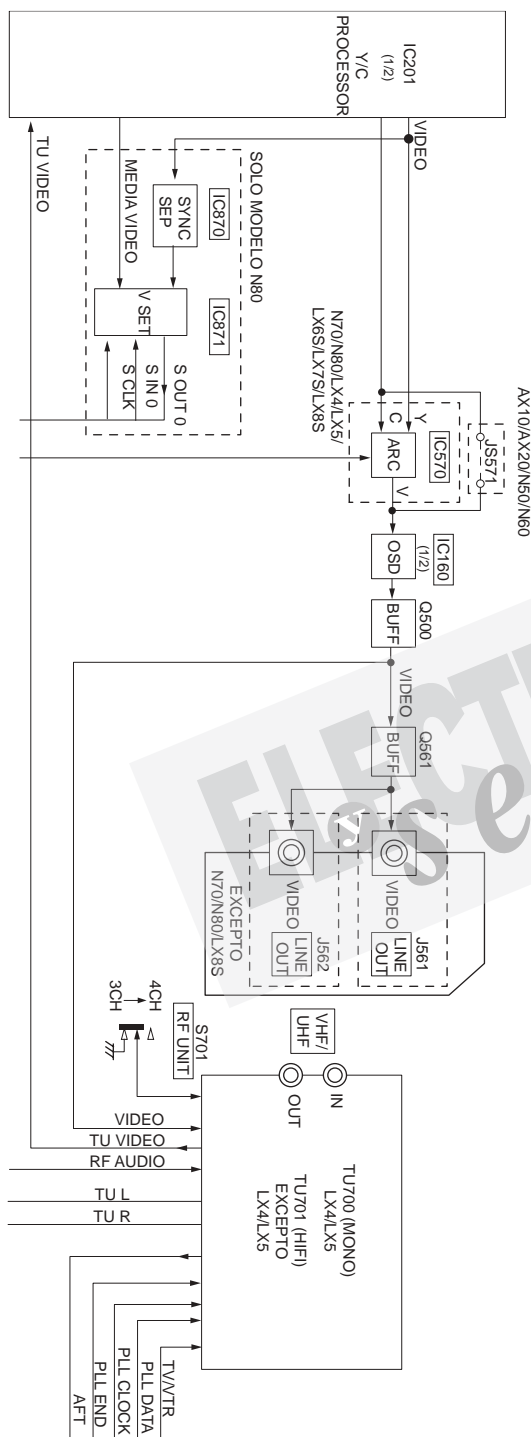 IC201
(1/2)
Y/C
PROCESSOR
VIDEO
TU VIDEO
MEDIA VIDEO
SOLO MODELO N80
IC870
SYNC
SEP
IC871
V SET
S OUT 0
S IN 0
S CLK
N70/N80/LX4/LX5/
LX6S/LX7S/LX8S
AX10/AX20/N50/N60
JS571
IC570
Y
C
ARC
V
IC160
(1/2)
OSD
Q500
BUFF
VIDEO
Q561
BUFF
J561
LINE
OUT
VIDEO
J562
LINE
OUT
VIDEO
EXCEPTO
N70/N80/LX8S
VHF/
UHF
IN
OUT
S701
RF UNIT
4CH
3CH
TU700 (MONO)
LX4/LX5
TU701 (HIFI)
EXCEPTO
LX4/LX5
VIDEO
TU VIDEO
RF AUDIO
TU L
TU R
TV/VTR
PLL DATA
PLL CLOCK
PLL END
AFT
ELECT
y se